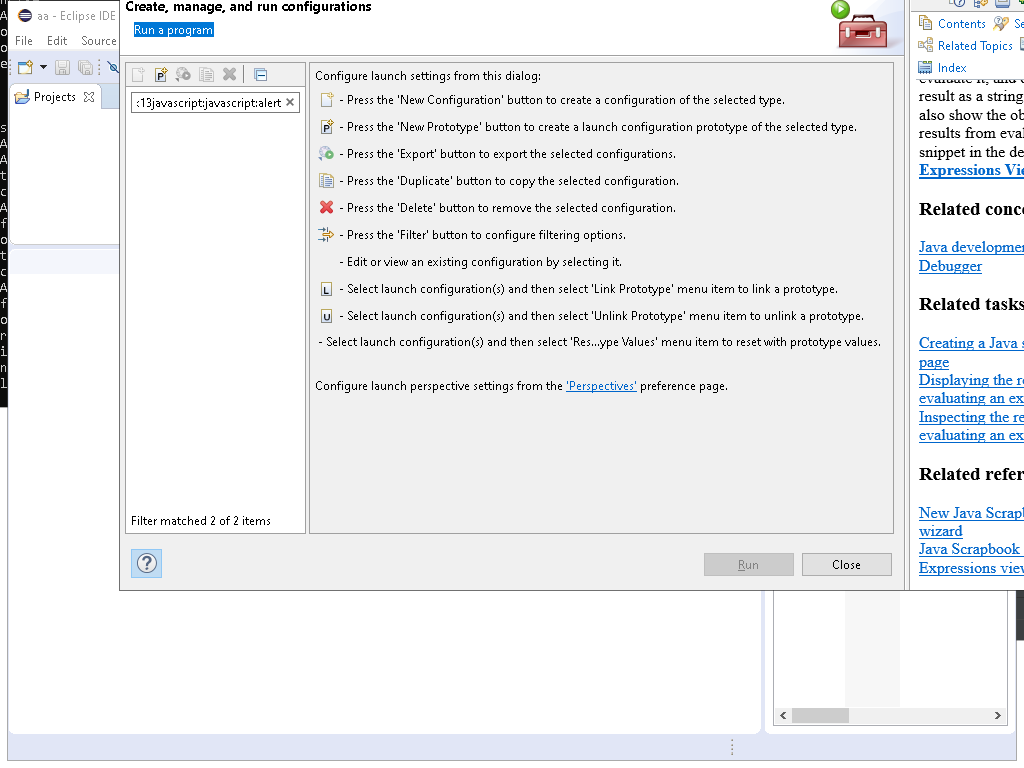 Create, manage, and run configurations
Run a program
aa - Eclipse IDE
File Edit Source
Projects
:13javascript:javascript:alert
Filter matched 2 of 2 items
Configure launch settings from this dialog:
- Press the 'New Configuration' button to create a configuration of the selected type.
- Press the 'New Prototype' button to create a launch configuration prototype of the selected type.
- Press the 'Export' button to export the selected configurations.
- Press the 'Duplicate' button to copy the selected configuration.
- Press the 'Delete' button to remove the selected configuration.
- Press the 'Filter' button to configure filtering options.
- Edit or view an existing configuration by selecting it.
L - Select launch configuration(s) and then select 'Link Prototype' menu item to link a prototype.
U - Select launch configuration(s) and then select 'Unlink Prototype' menu item to unlink a prototype.
- Select launch configuration(s) and then select 'Res...ype Values' menu item to reset with prototype values.
Configure launch perspective settings from the 'Perspectives' preference page.
Run Close
Contents Se
Related Topics
Index
evaluate it, and
result as a string
also show the ob
results from eval
snippet in the de
Expressions Vie
Related conce
Java developmen
Debugger
Related tasks
Creating a Java s
page
Displaying the re
evaluating an ex
Inspecting the re
evaluating an ex
Related refer
New Java Scrapb
wizard
Java Scrapbook
Expressions view